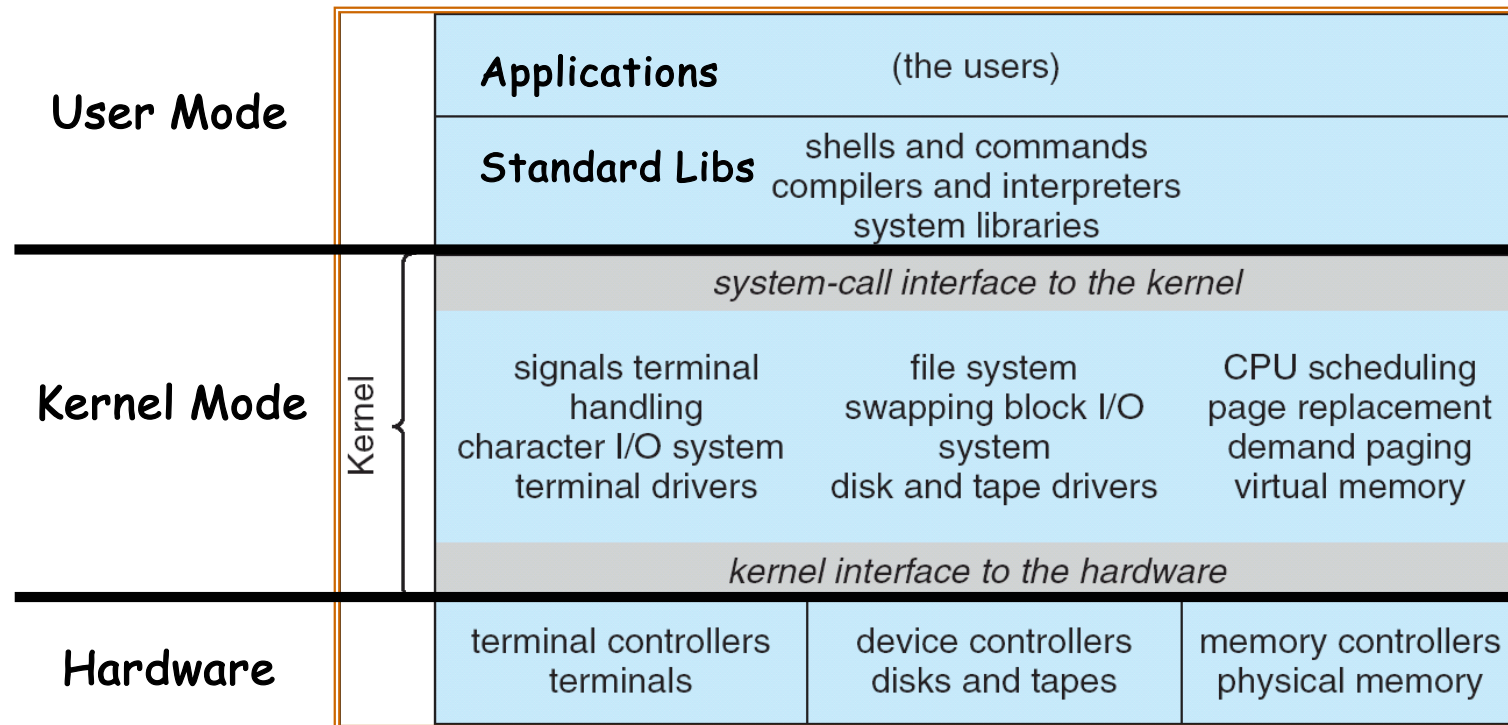 User Mode
Applications
(the users)
Standard Libs
shells and commands
compilers and interpreters
system libraries
Kernel Mode
Kernel
system-call interface to the kernel
signals terminal
handling
character I/O system
terminal drivers
file system
swapping block I/O
system
disk and tape drivers
CPU scheduling
page replacement
demand paging
virtual memory
kernel interface to the hardware
Hardware
terminal controllers
terminals
device controllers
disks and tapes
memory controllers
physical memory